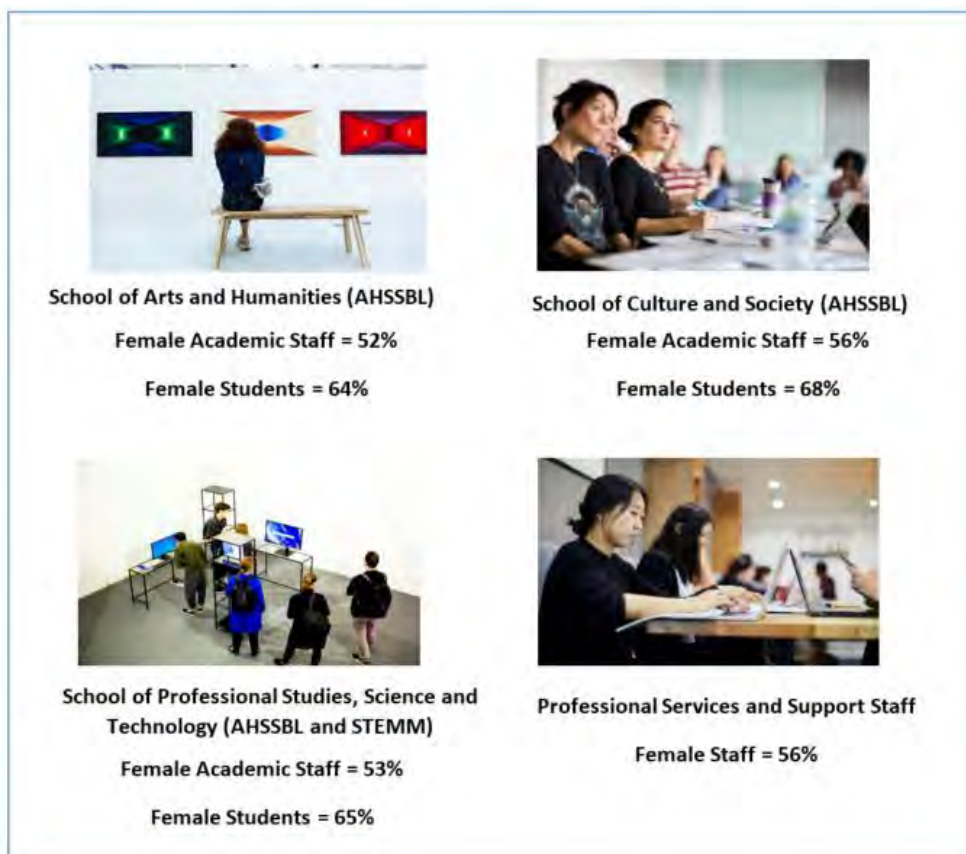 School of Arts and Humanities (AHSSBL)
Female Academic Staff = 52%
Female Students = 64%
School of Culture and Society (AHSSBL)
Female Academic Staff = 56%
Female Students = 68%
School of Professional Studies, Science and
Technology (AHSSBL and STEMM)
Female Academic Staff = 53%
Female Students = 65%
Professional Services and Support Staff
Female Staff = 56%